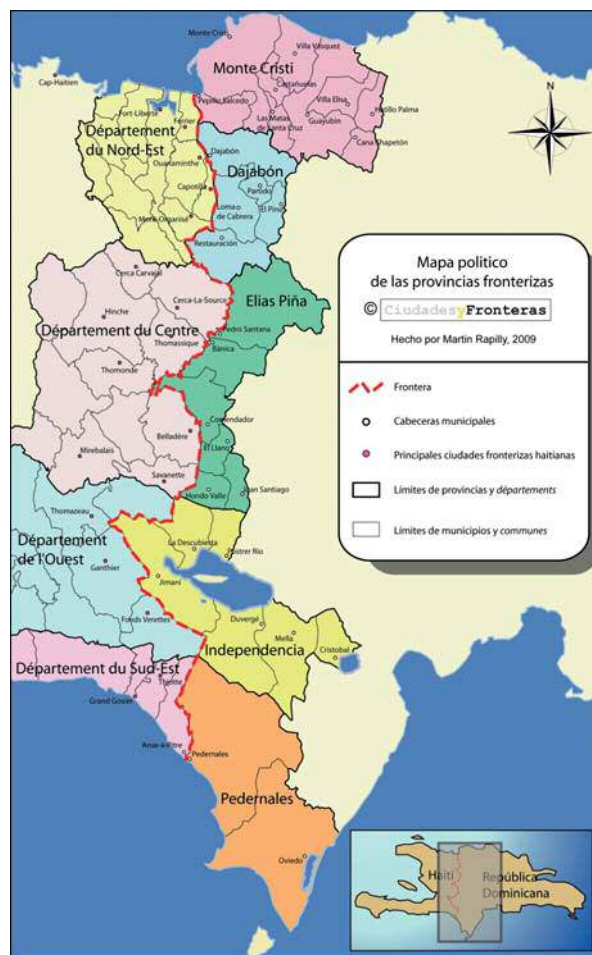 Monte Cristi
Villa Vásquez
Monte Cristi
Castañuelas
Cap-Haïtien
Pepillo Salcedo
Villa Elisa
Hatillo Palma
Fort-Liberté
Las Matas
de Santa Cruz
Guayubín
Ferrier
Département
du Nord-Est
Cana Chapetón
Ouanaminthe
Dajabón
Dajabón
Capotille
Partido
Loma
de Cabrera
El Pino
Mont-Organisé
Restauración
N
Mapa politico
de las provincias fronterizas
© CiudadesyFronteras
Hecho por Martin Rapilly, 2009
Frontera
Cabeceras municipales
Principales ciudades fronterizas haitianas
Límites de provincias y départements
Límites de municipios y communes
Cerca Carvajal
Cerca-La-Source
Elias Piña
Hinche
Département du Centre
Pedro Santana
Thomassique
Bánica
Thomonde
Comendador
Belladère
El Llano
Mirebalais
Savanette
Hondo Valle
Juan Santiago
Thomazeau
Département
de l'Ouest
La Descubierta
Postrer Río
Ganthier
Jimaní
Fonds Verettes
Duvergé
Mella
Independencia
Cristobal
Département du Sud-Est
Thiotte
Grand Gosier
Anse-à-Pitre
Pedernales
Pedernales
Oviedo
Haïti
República
Dominicana